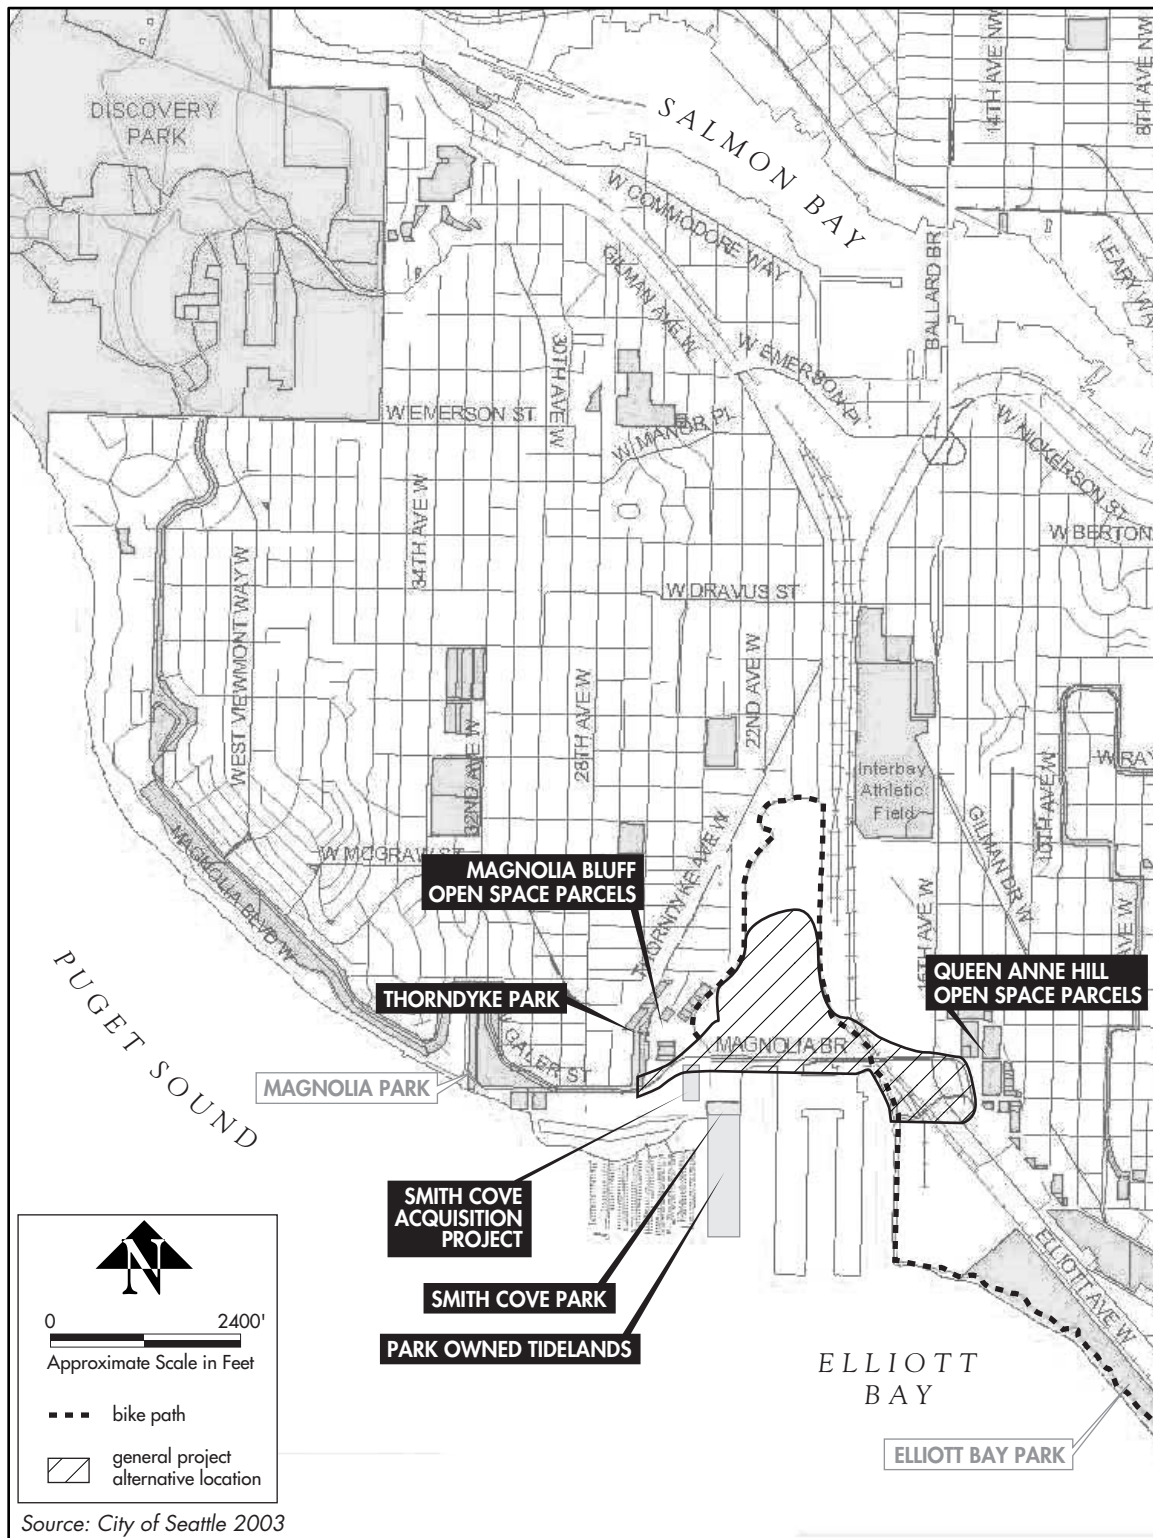 DISCOVERY
PARK
SALMON BAY
14TH AVE NW
8TH AVE NW
W COMMODORE WAY
GILMAN AVE W
BALLARD BR
LEARY WA
30TH AVE W
W EMERSON PL
W EMERSON ST
W MANOR PL
W NICKERSON ST
34TH AVE W
W BERTON
W DRAVUS ST
WEST VIEWMONT WAY W
28TH AVE W
22ND AVE W
32ND AVE W
Interbay
Athletic
Field
10TH AVE W
W RAY
GILMAN DR W
W MCGRAW ST
MAGNOLIA BLVD W
THORNDYKE AVE W
MAGNOLIA BLUFF
OPEN SPACE PARCELS
15TH AVE W
AVE W
QUEEN ANNE HILL
OPEN SPACE PARCELS
THORNDYKE PARK
PUGET SOUND
W GALER ST
MAGNOLIA BR
MAGNOLIA PARK
SMITH COVE
ACQUISITION
PROJECT
SMITH COVE PARK
PARK OWNED TIDELANDS
ELLIOTT AVE W
ELLIOTT
BAY
ELLIOTT BAY PARK
N
0 2400'
Approximate Scale in Feet
bike path
general project
alternative location
Source: City of Seattle 2003